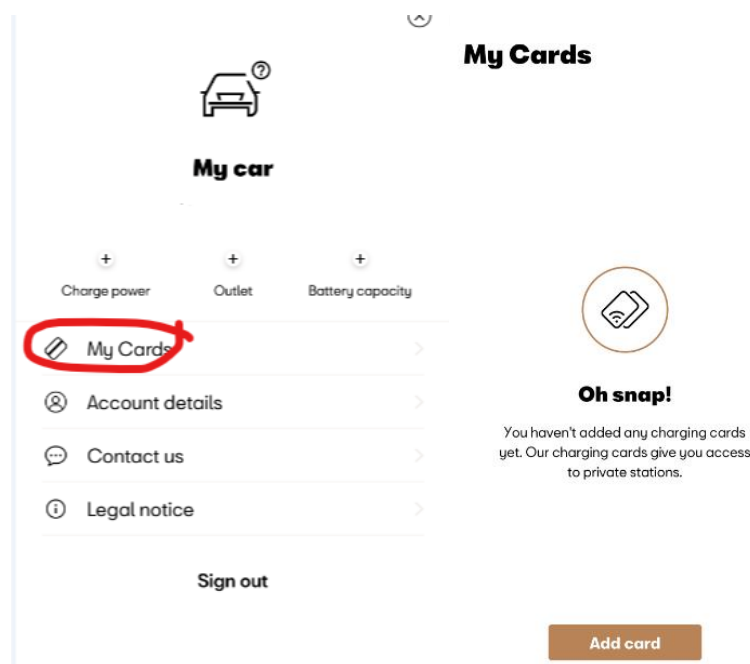 My car
+ + +
Charge power Outlet Battery capacity
My Cards
Account details
Contact us
Legal notice
Sign out
My Cards
Oh snap!
You haven't added any charging cards
yet. Our charging cards give you access
to private stations.
Add card